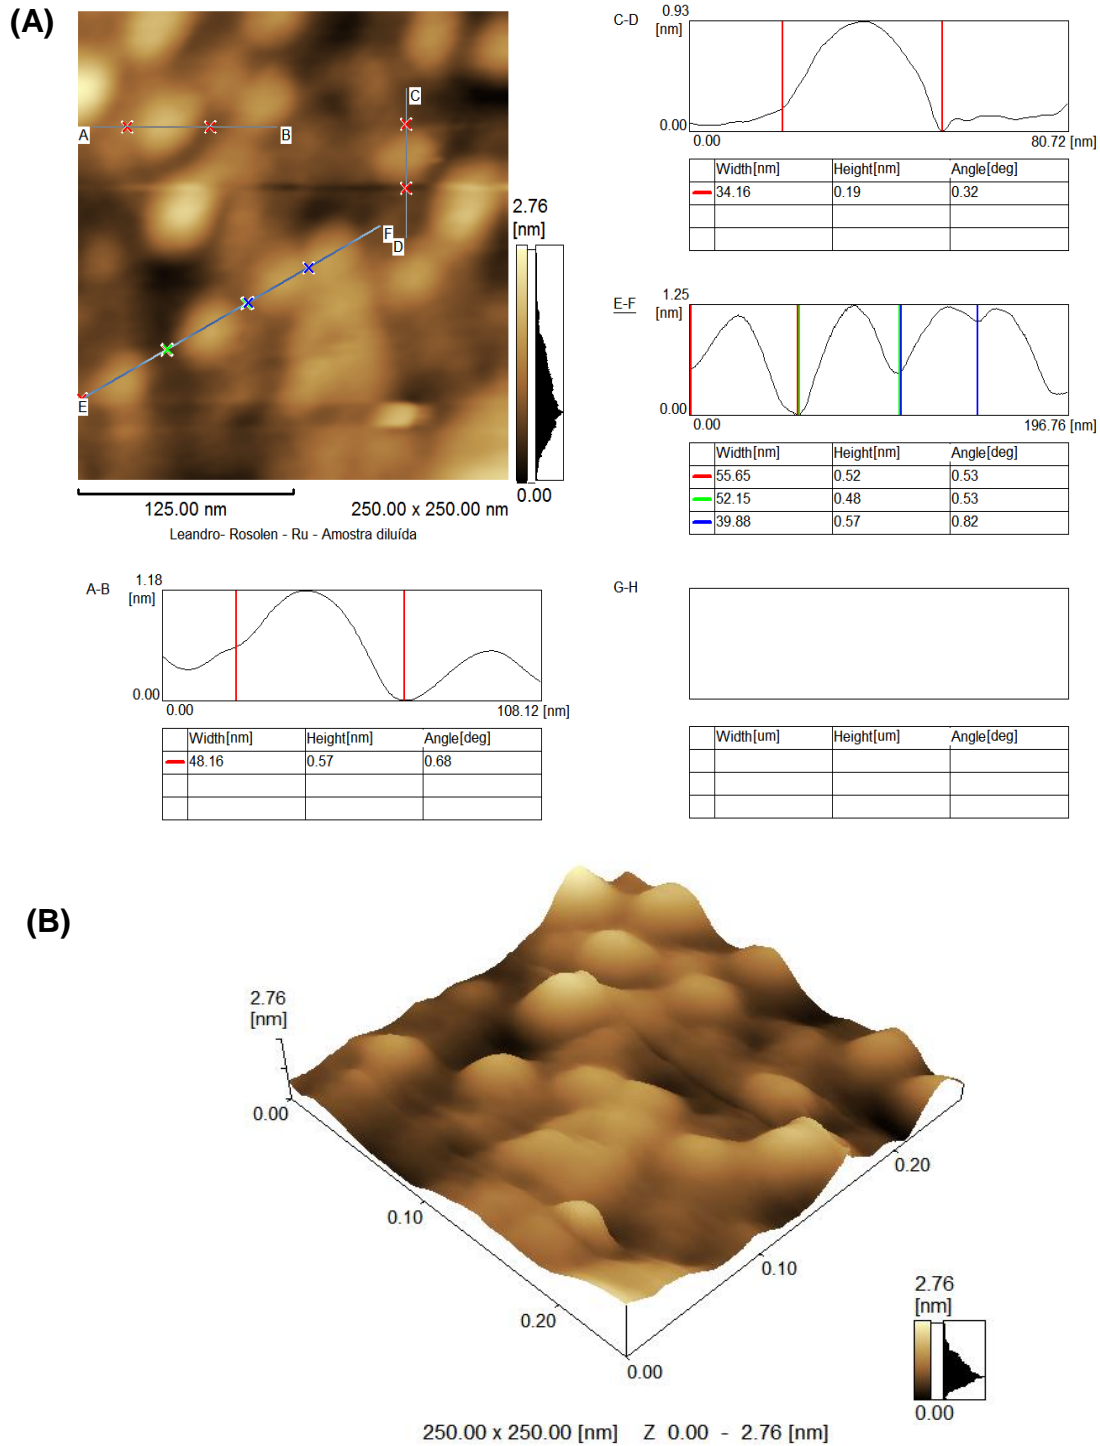 (A)
A
B
C
D
E
F
2.76
[nm]
0.00
125.00 nm
250.00 x 250.00 nm
Leandro- Rosolen - Ru - Amostra diluída
C-D
0.93
[nm]
0.00
0.00
80.72 [nm]
Width[nm] Height[nm] Angle[deg]
34.16 0.19 0.32
E-F
1.25
[nm]
0.00
0.00
196.76 [nm]
Width[nm] Height[nm] Angle[deg]
55.65 0.52 0.53
52.15 0.48 0.53
39.88 0.57 0.82
A-B
1.18
[nm]
0.00
0.00
108.12 [nm]
Width[nm] Height[nm] Angle[deg]
48.16 0.57 0.68
G-H
Width[um] Height[um] Angle[deg]
(B)
2.76
[nm]
0.00
0.10
0.20
0.00
0.10
0.20
2.76
[nm]
0.00
250.00 x 250.00 [nm] Z 0.00 - 2.76 [nm]